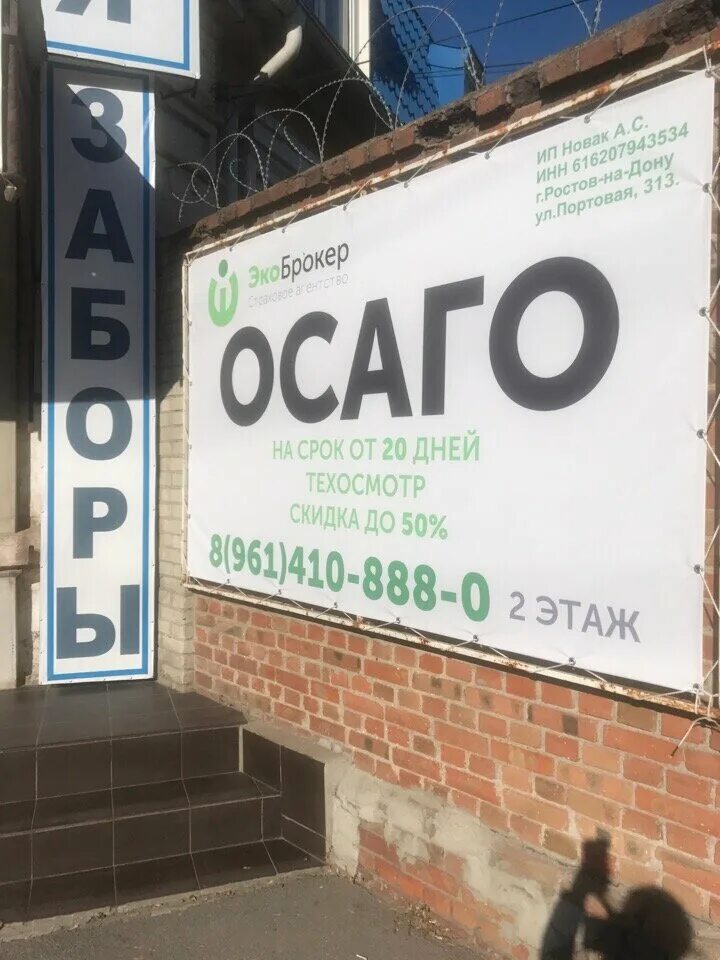 Я
ЗАБОРЫ
ИП Новак А.С.
ИНН 616207943534
г.Ростов-на-Дону
ул.Портовая, 313.
ЭкоБрокер
Страховое агентство
ОСАГО
НА СРОК ОТ 20 ДНЕЙ
ТЕХОСМОТР
СКИДКА ДО 50%
8(961)410-888-0 2 ЭТАЖ